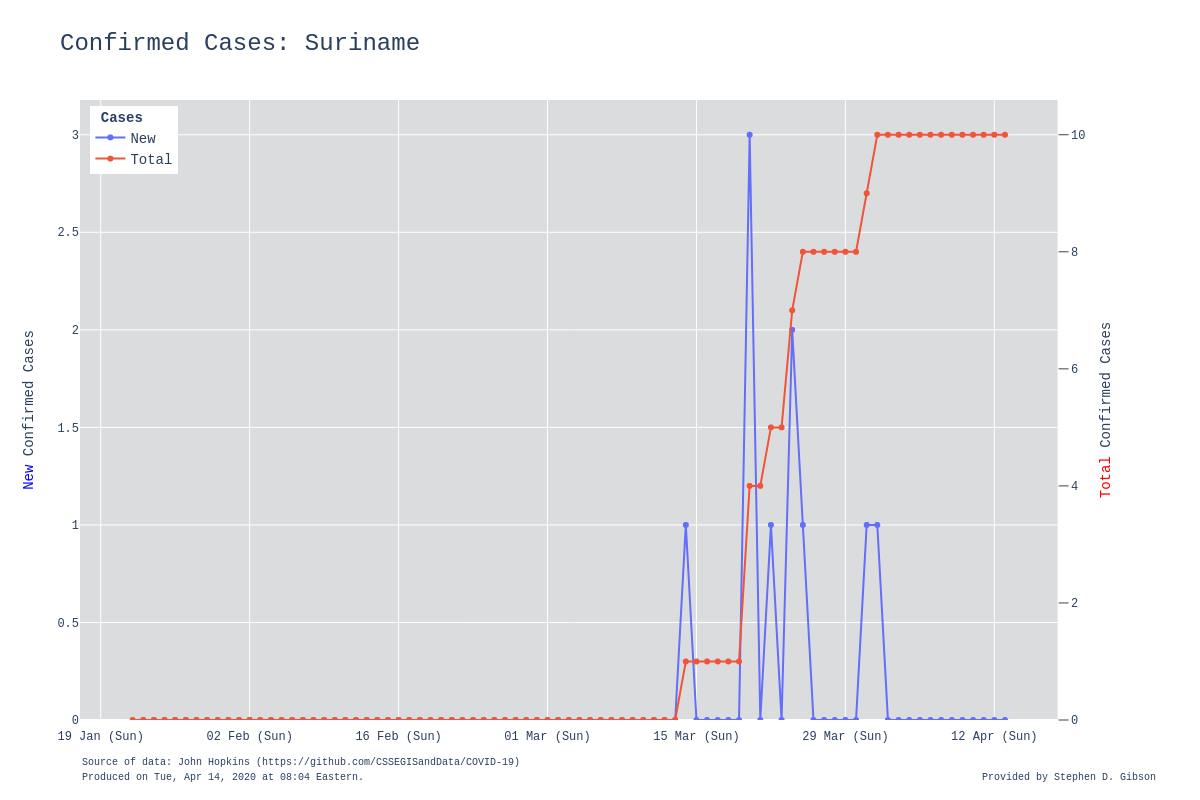 Confirmed Cases: Suriname
Cases
New
Total
3
2.5
2
1.5
1
0.5
0
New Confirmed Cases
10
8
6
4
2
0
Total Confirmed Cases
19 Jan (Sun) 02 Feb (Sun) 16 Feb (Sun) 01 Mar (Sun) 15 Mar (Sun) 29 Mar (Sun) 12 Apr (Sun)
Source of data: John Hopkins (https://github.com/CSSEGISandData/COVID-19)
Produced on Tue, Apr 14, 2020 at 08:04 Eastern.
Provided by Stephen D. Gibson